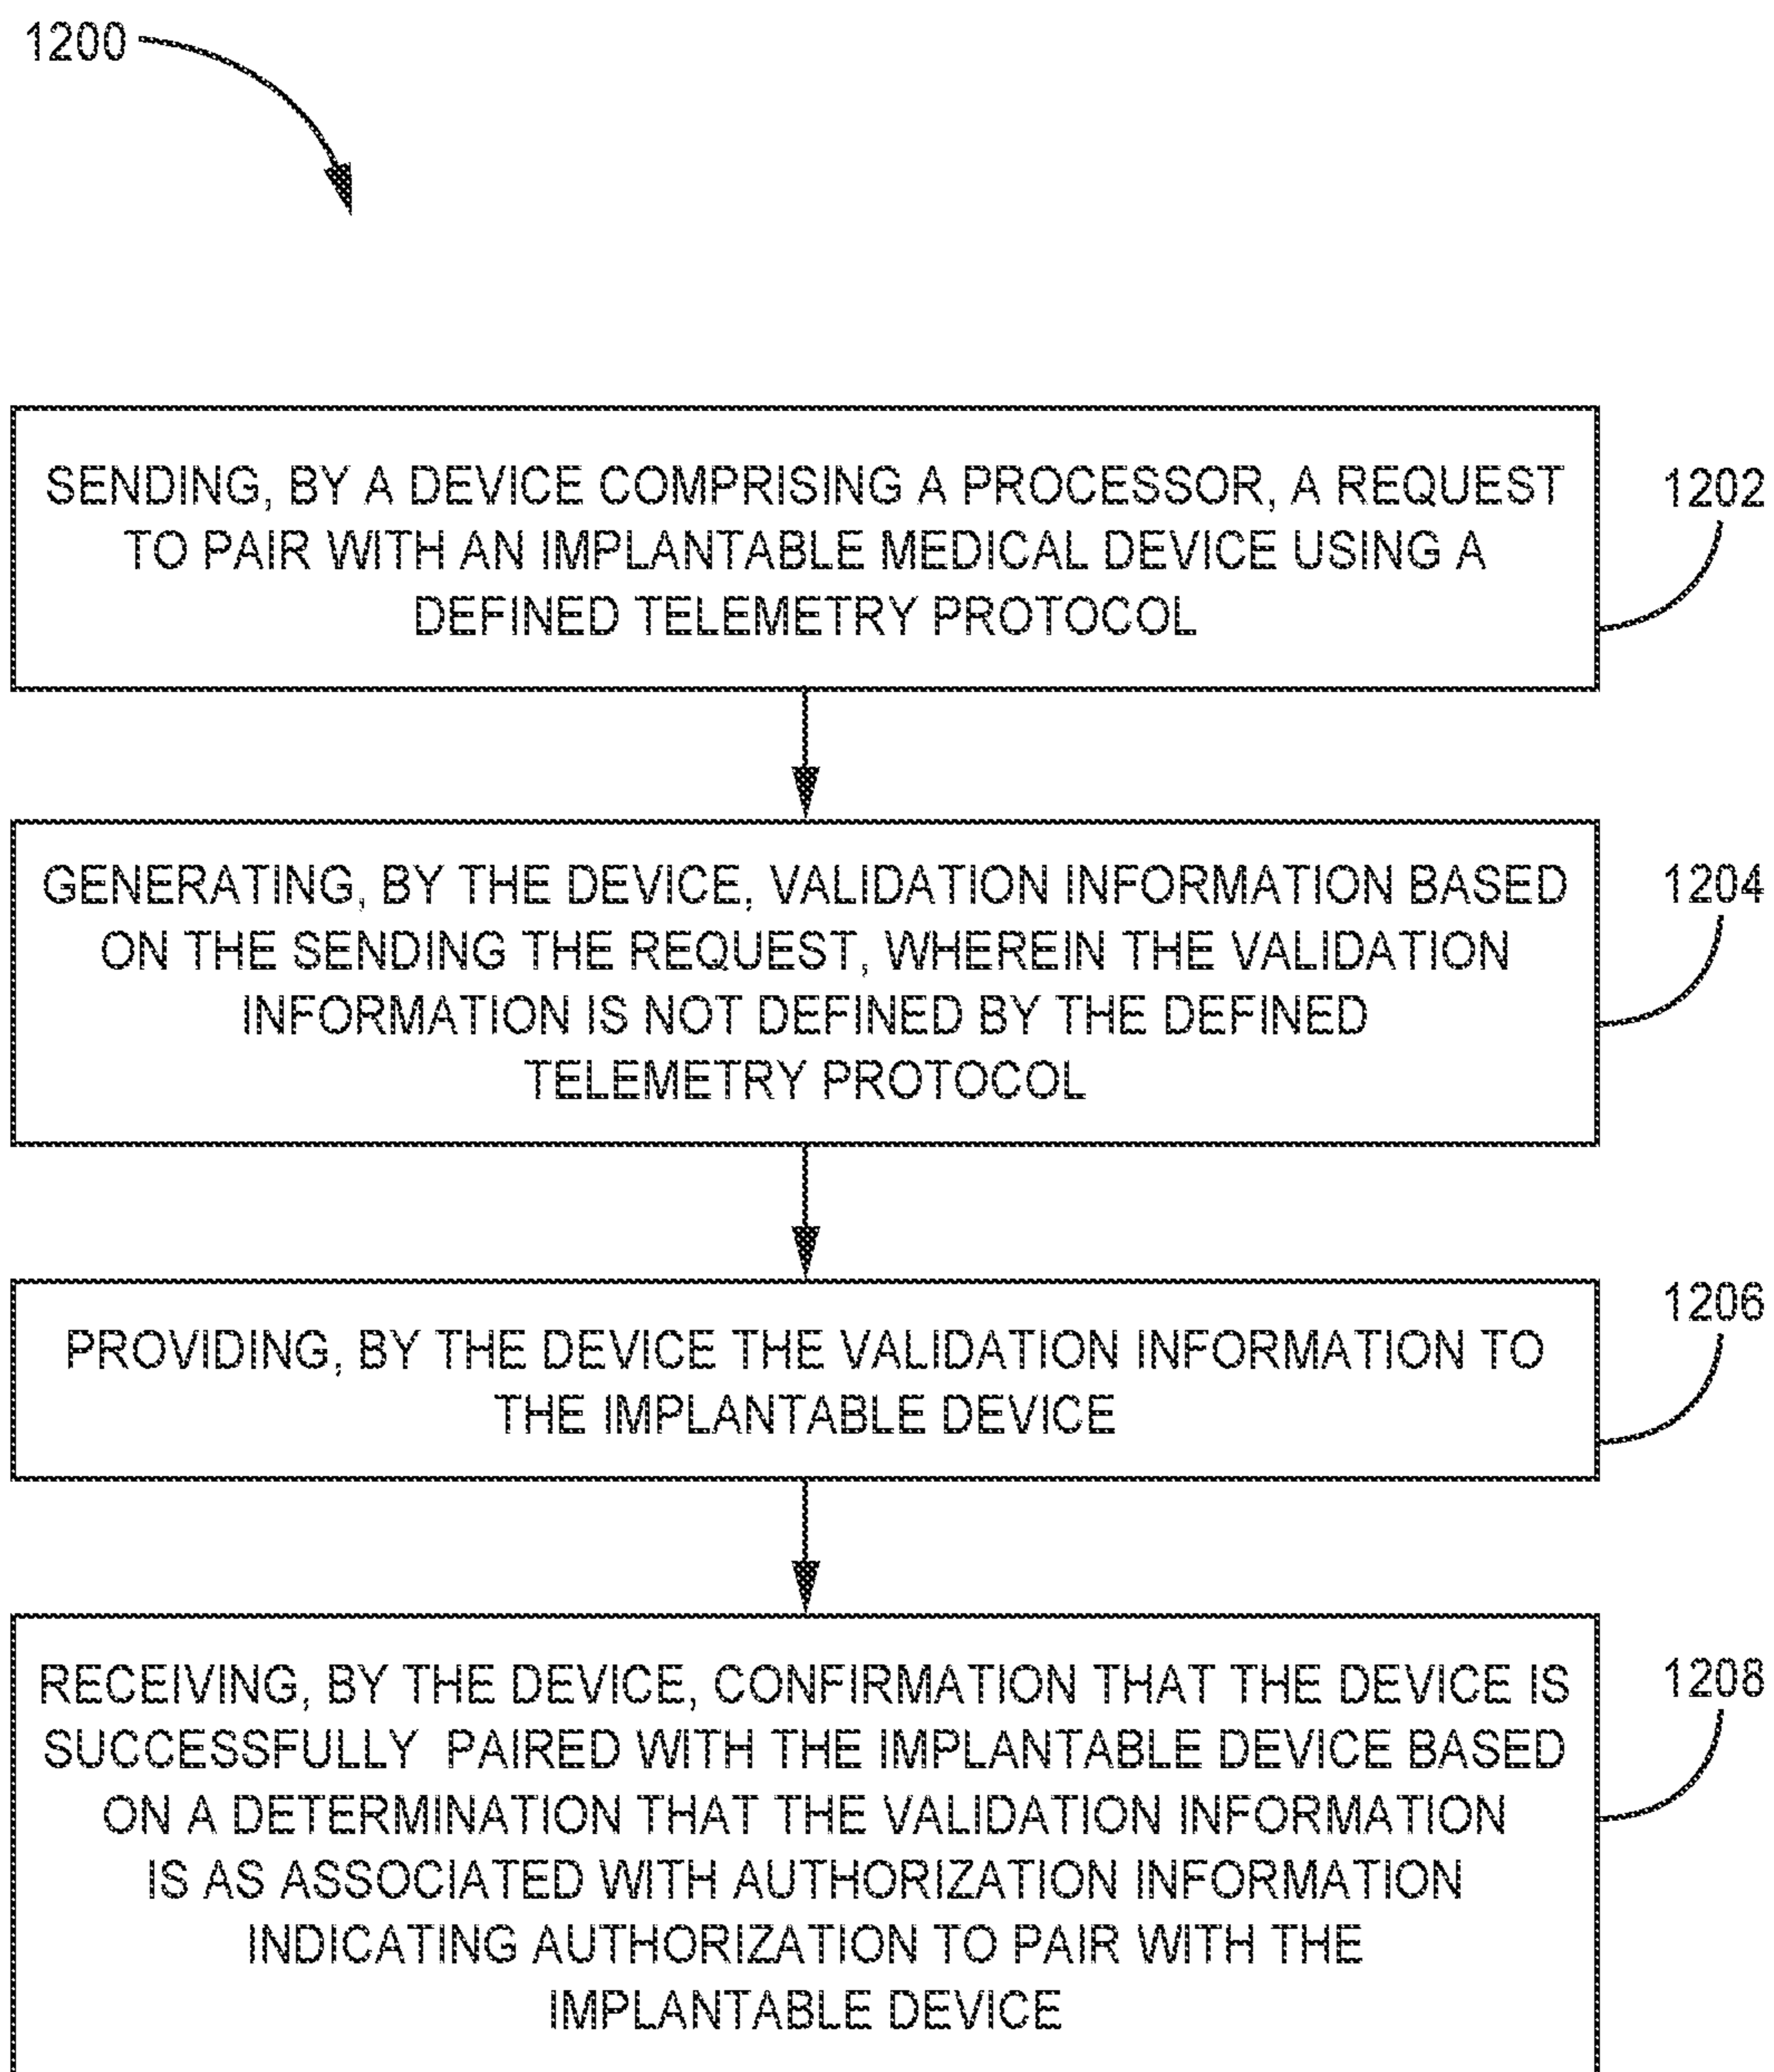 1200
SENDING, BY A DEVICE COMPRISING A PROCESSOR, A REQUEST
TO PAIR WITH AN IMPLANTABLE MEDICAL DEVICE USING A
DEFINED TELEMETRY PROTOCOL
1202
GENERATING, BY THE DEVICE, VALIDATION INFORMATION BASED
ON THE SENDING THE REQUEST, WHEREIN THE VALIDATION
INFORMATION IS NOT DEFINED BY THE DEFINED
TELEMETRY PROTOCOL
1204
PROVIDING, BY THE DEVICE THE VALIDATION INFORMATION TO
THE IMPLANTABLE DEVICE
1206
RECEIVING, BY THE DEVICE, CONFIRMATION THAT THE DEVICE IS
SUCCESSFULLY PAIRED WITH THE IMPLANTABLE DEVICE BASED
ON A DETERMINATION THAT THE VALIDATION INFORMATION
IS AS ASSOCIATED WITH AUTHORIZATION INFORMATION
INDICATING AUTHORIZATION TO PAIR WITH THE
IMPLANTABLE DEVICE
1208